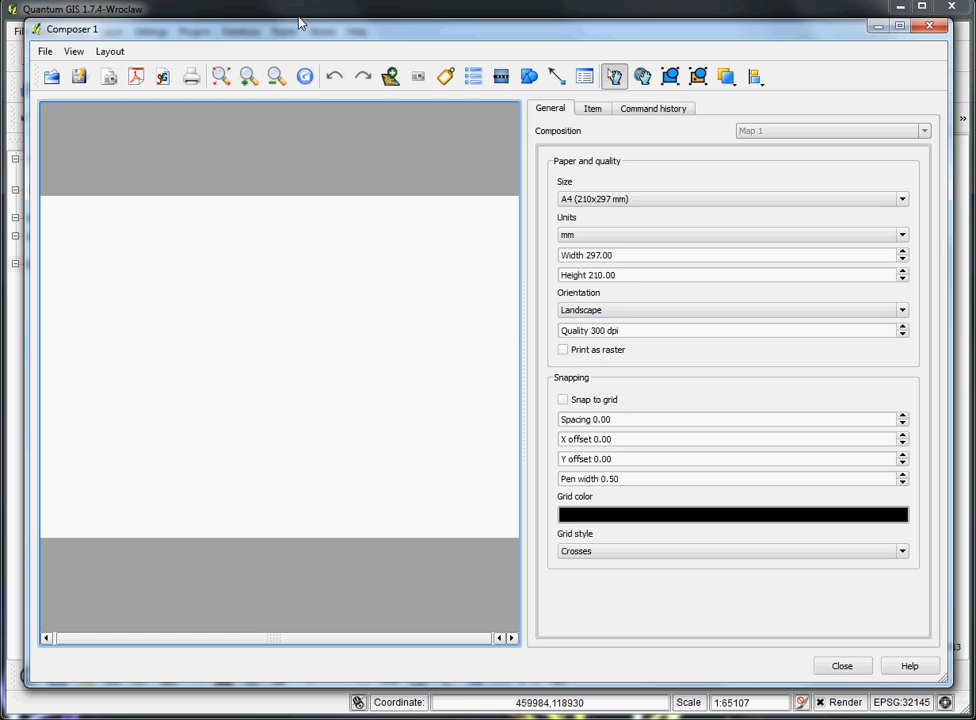 Quantum GIS 1.7.4-Wroclaw
Composer 1
File View Layout
General Item Command history
Composition Map 1
Paper and quality
Size
A4 (210x297 mm)
Units
mm
Width 297.00
Height 210.00
Orientation
Landscape
Quality 300 dpi
Print as raster
Snapping
Snap to grid
Spacing 0.00
X offset 0.00
Y offset 0.00
Pen width 0.50
Grid color
Grid style
Crosses
Close Help
Coordinate: 459984,118930 Scale 1:65107 Render EPSG:32145